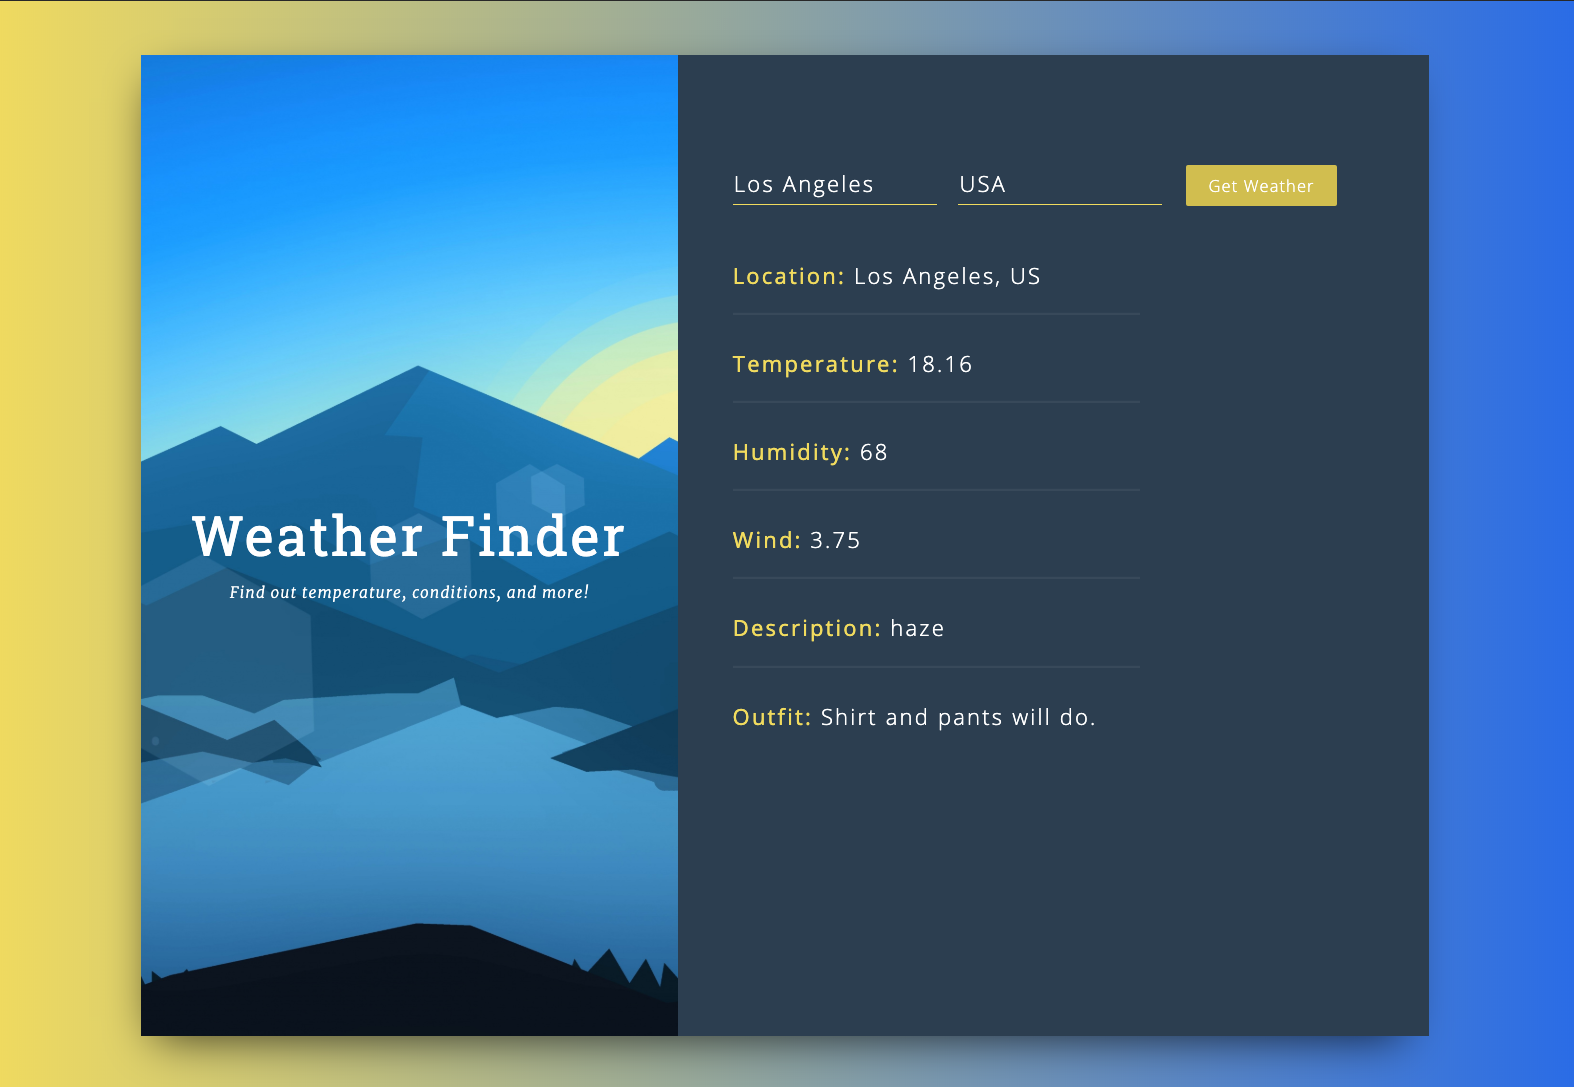 Weather Finder
Find out temperature, conditions, and more!
Los Angeles
USA
Get Weather
Location: Los Angeles, US
Temperature: 18.16
Humidity: 68
Wind: 3.75
Description: haze
Outfit: Shirt and pants will do.